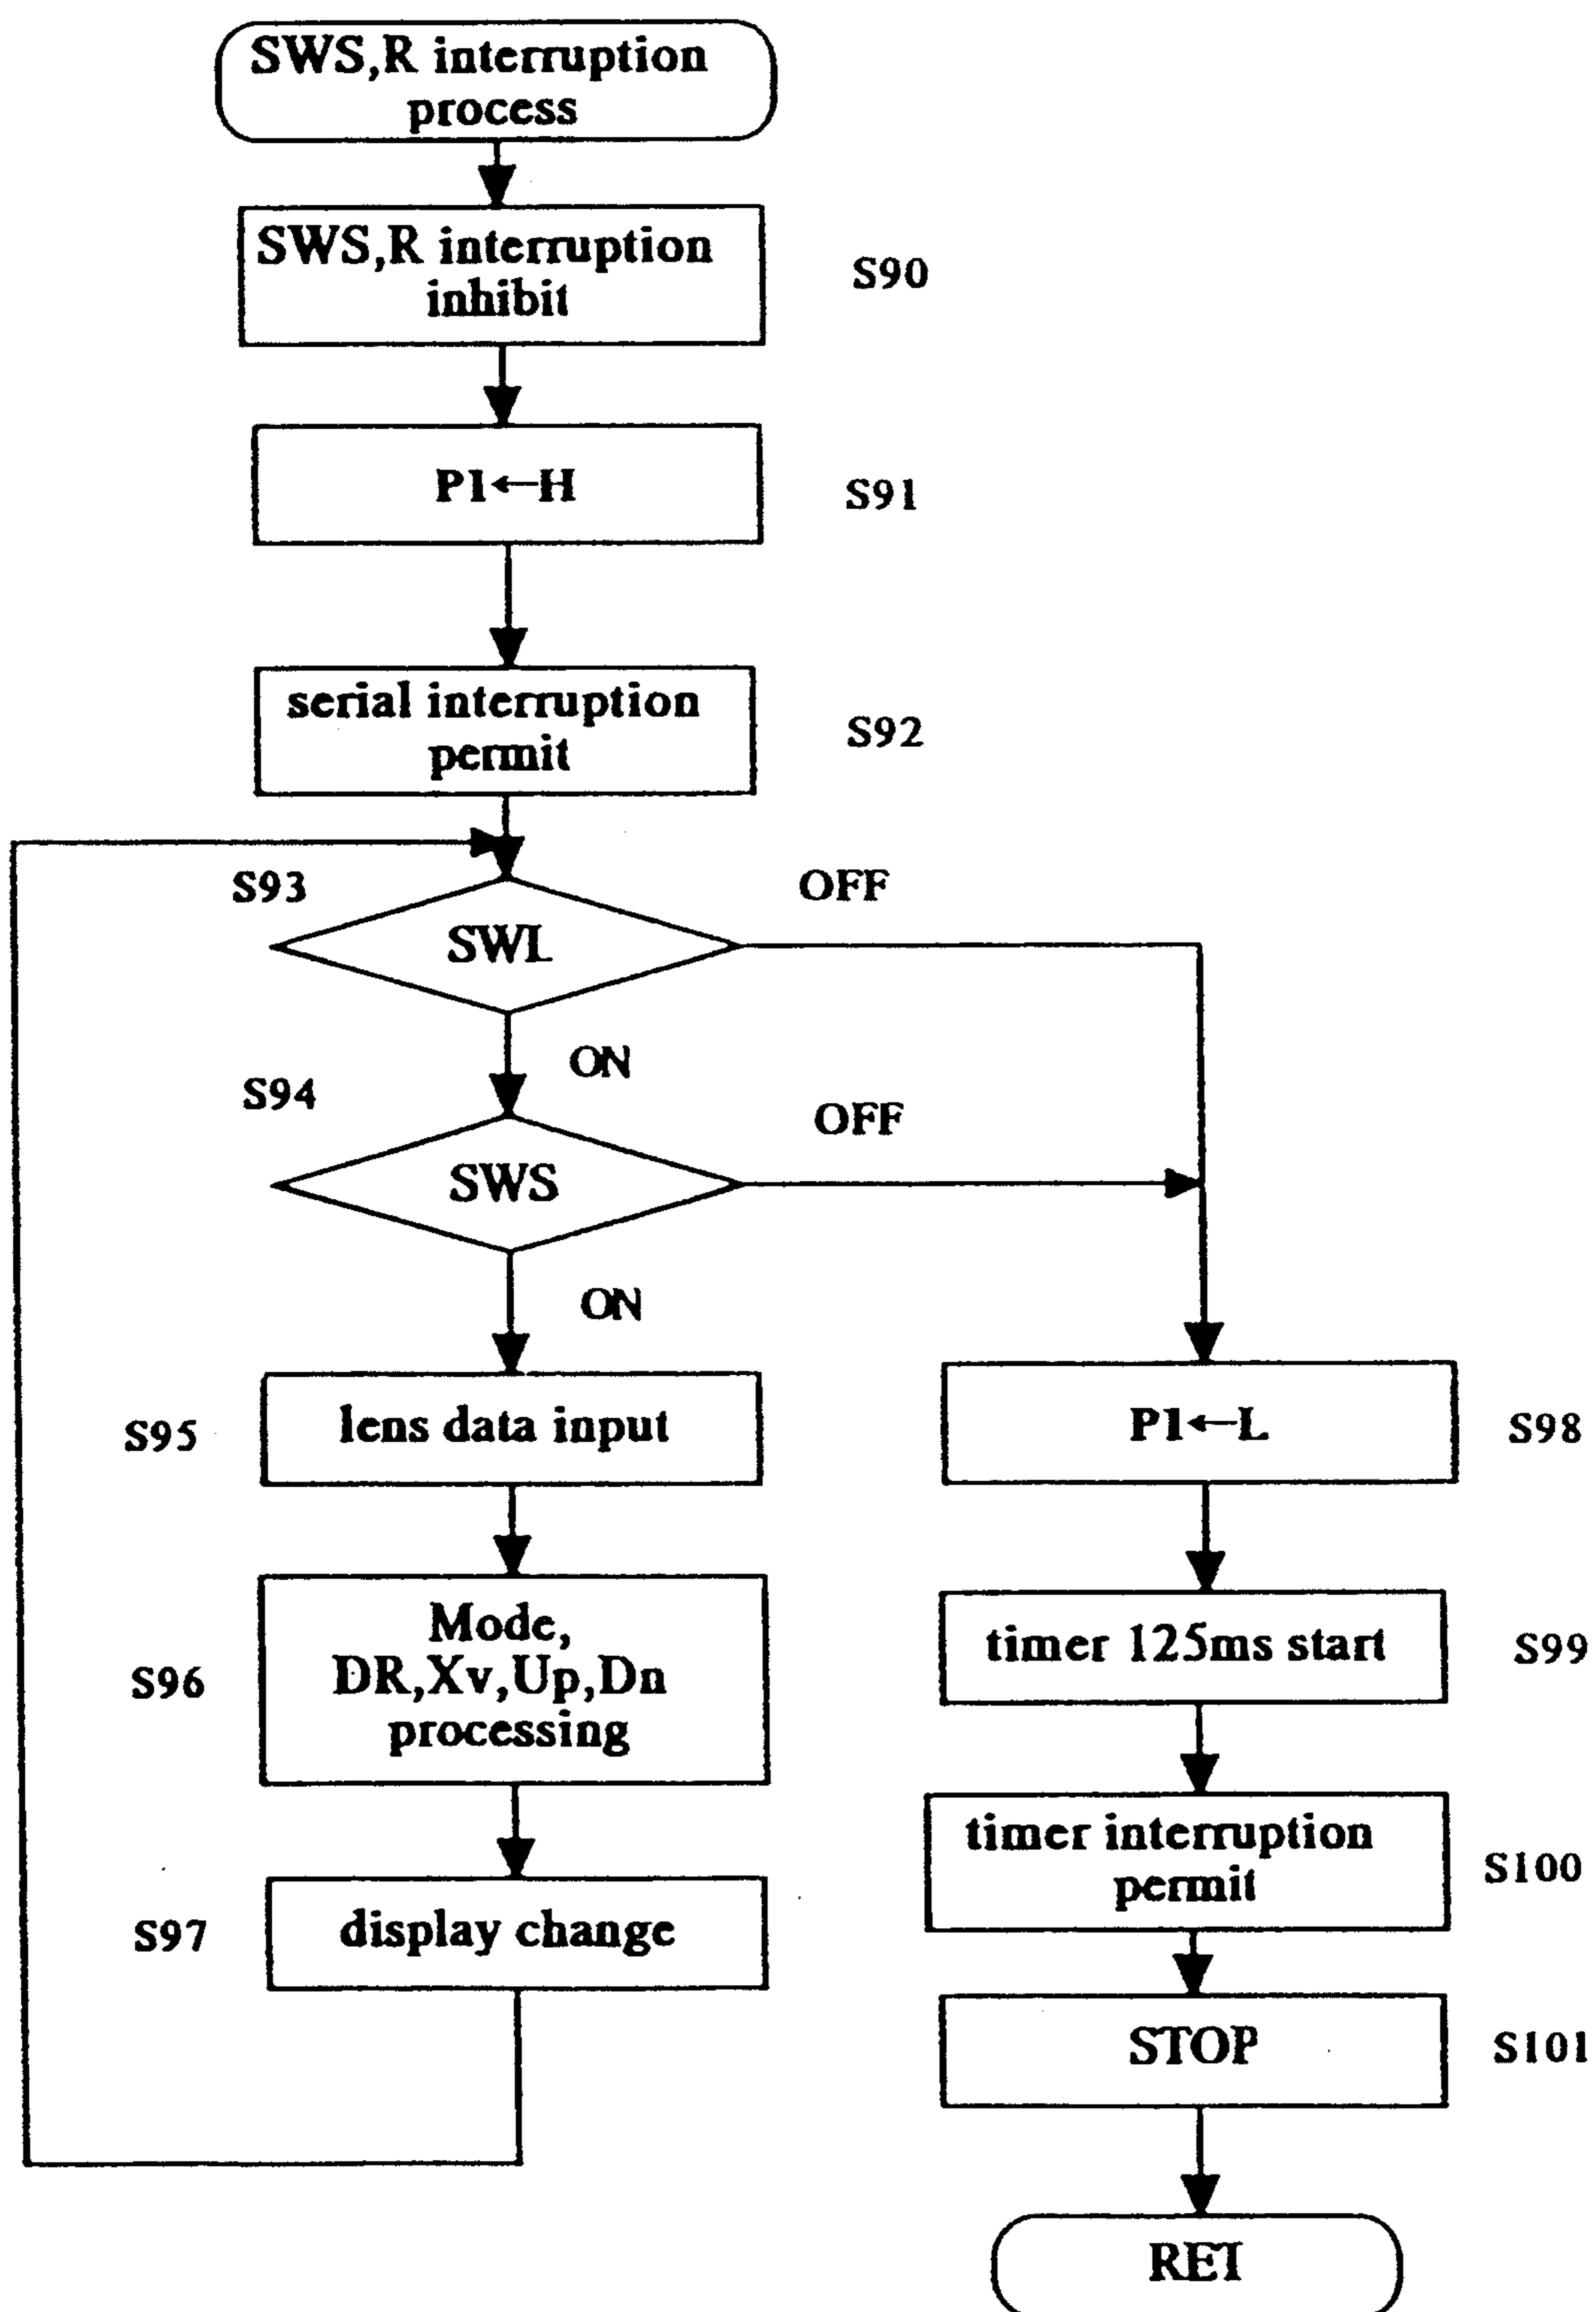 SWS,R interruption
process
SWS,R interruption
inhibit
S90
P1←H
S91
serial interruption
permit
S92
S93
SWL
OFF
ON
S94
SWS
OFF
ON
S95
lens data input
S96
Mode,
DR,Xv,Up,Dn
processing
S97
display change
P1←L
S98
timer 125ms start
S99
timer interruption
permit
S100
STOP
S101
RET